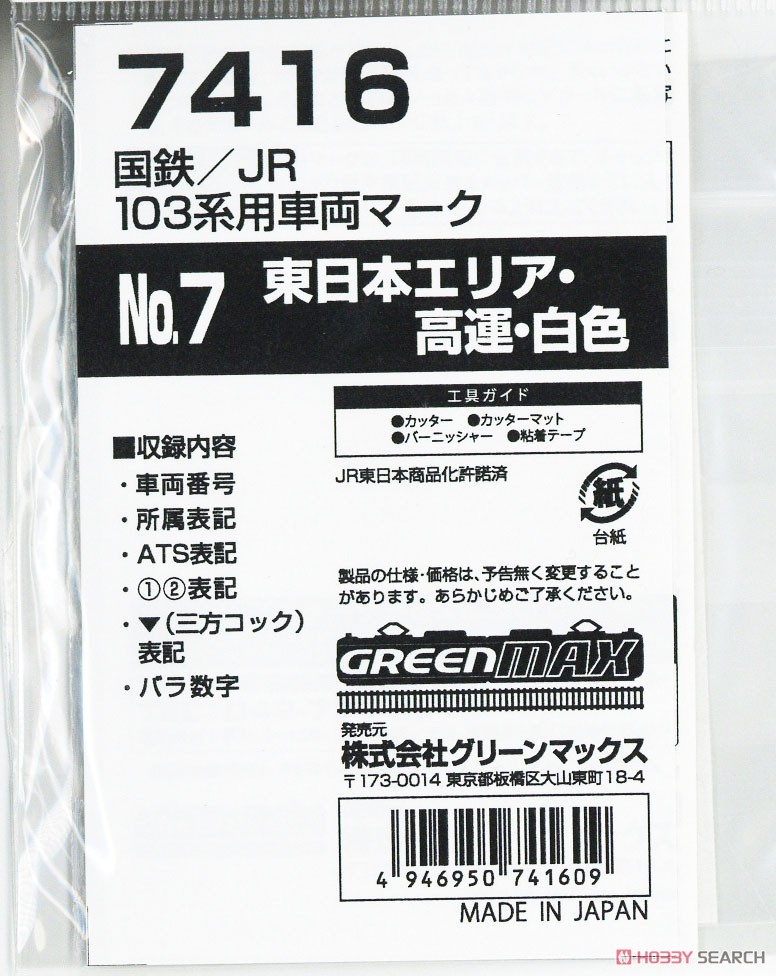 7416
国鉄／JR
103系用車両マーク
No.7 東日本エリア・
高運・白色
工具ガイド
●カッター ●カッターマット
●バーニッシャー ●粘着テープ
■収録内容
・車両番号
・所属表記
・ATS表記
・①②表記
・▼(三方コック)
表記
・バラ数字
JR東日本商品化許諾済
紙
台紙
製品の仕様・価格は、予告無く変更すること
があります。あらかじめご了承ください。
GREENMAX
発売元
株式会社グリーンマックス
〒173-0014 東京都板橋区大山東町18-4
4 946950 741609
MADE IN JAPAN
HOBBY SEARCH